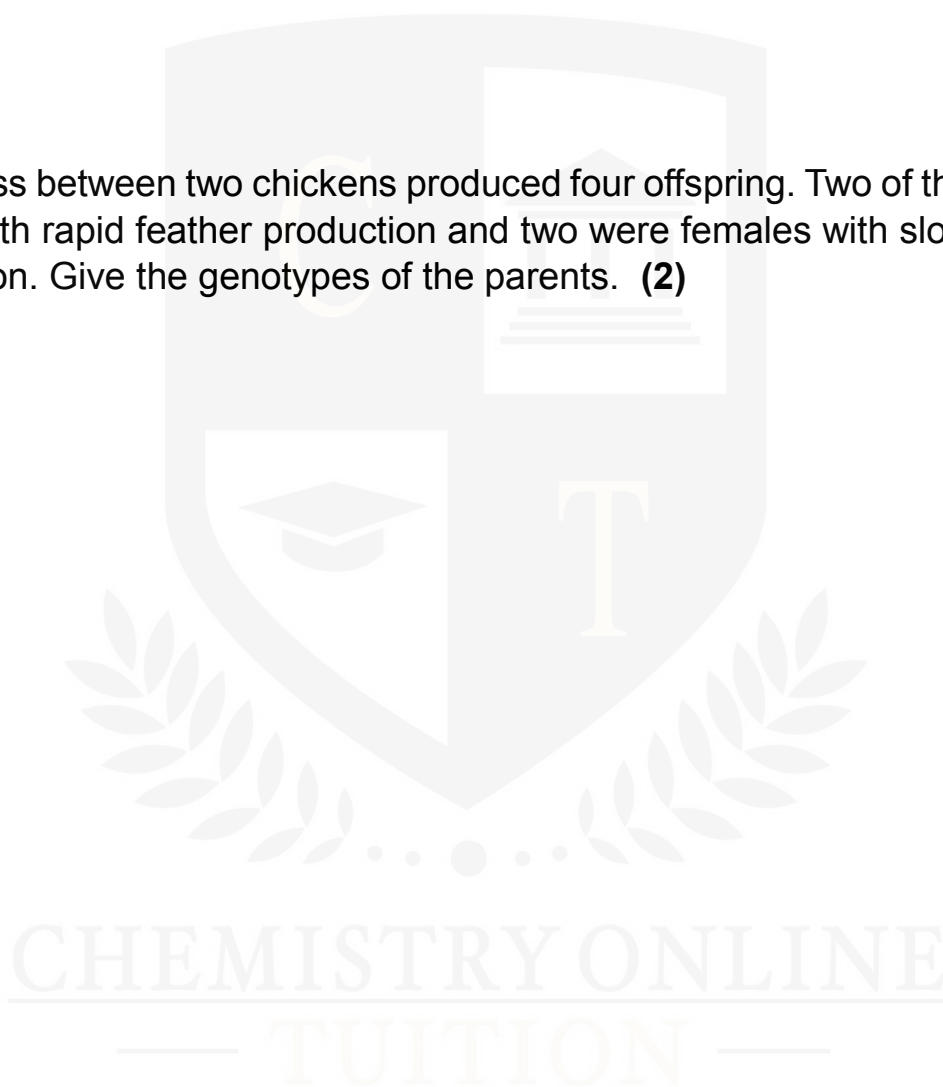 ss between two chickens produced four offspring. Two of th
th rapid feather production and two were females with slo
on. Give the genotypes of the parents. (2)
C
T
CHEMISTRY ONLINE
TUITION